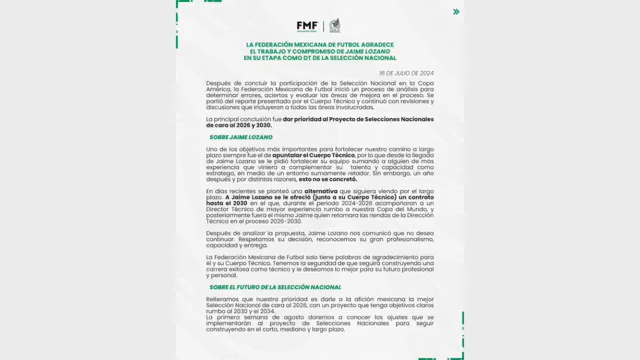 FMF
LA FEDERACIÓN MEXICANA DE FUTBOL AGRADECE
EL TRABAJO Y COMPROMISO DE JAIME LOZANO
EN SU ETAPA COMO DT DE LA SELECCIÓN NACIONAL
16 DE JULIO DE 2024
Después de concluir la participación de la Selección Nacional en la Copa
América, la Federación Mexicana de Futbol inició un proceso de análisis para
determinar errores, aciertos y evaluar las áreas de mejora en el proceso. Se
partió del reporte presentado por el Cuerpo Técnico y continuó con revisiones y
discusiones que incluyeron a todas las áreas involucradas.
La principal conclusión fue dar prioridad al Proyecto de Selecciones Nacionales
de cara al 2026 y 2030.
SOBRE JAIME LOZANO
Uno de los objetivos más importantes para fortalecer nuestro camino a largo
plazo siempre fue el de apuntalar el Cuerpo Técnico, por lo que desde la llegada
de Jaime Lozano se le pidió fortalecer su equipo sumando a alguien de más
experiencia que viniera a complementar su talento y capacidad como
estratega, en medio de un entorno sumamente retador. Sin embargo, un año
después y por distintas razones, esto no se concretó.
En días recientes se planteó una alternativa que siguiera viendo por el largo
plazo. A Jaime Lozano se le ofreció (junto a su Cuerpo Técnico) un contrato
hasta el 2030 en el que, durante el periodo 2024-2026 acompañaran a un
Director Técnico de mayor experiencia rumbo a nuestra Copa del Mundo, y
posteriormente fuera el mismo Jaime quien retomara las riendas de la Dirección
Técnica en el proceso 2026-2030.
Después de analizar la propuesta, Jaime Lozano nos comunicó que no desea
continuar. Respetamos su decisión, reconocemos su gran profesionalismo,
capacidad y entrega.
La Federación Mexicana de Futbol solo tiene palabras de agradecimiento para
él y su Cuerpo Técnico. Tenemos la seguridad de que seguirá construyendo una
carrera exitosa como técnico y le deseamos lo mejor para su futuro profesional
y personal.
SOBRE EL FUTURO DE LA SELECCIÓN NACIONAL
Reiteramos que nuestra prioridad es darle a la afición mexicana la mejor
Selección Nacional de cara al 2026, con un proyecto que tenga objetivos claros
rumbo al 2030 y el 2034.
La primera semana de agosto daremos a conocer los ajustes que se
implementarán al proyecto de Selecciones Nacionales para seguir
construyendo en el corto, mediano y largo plazo.